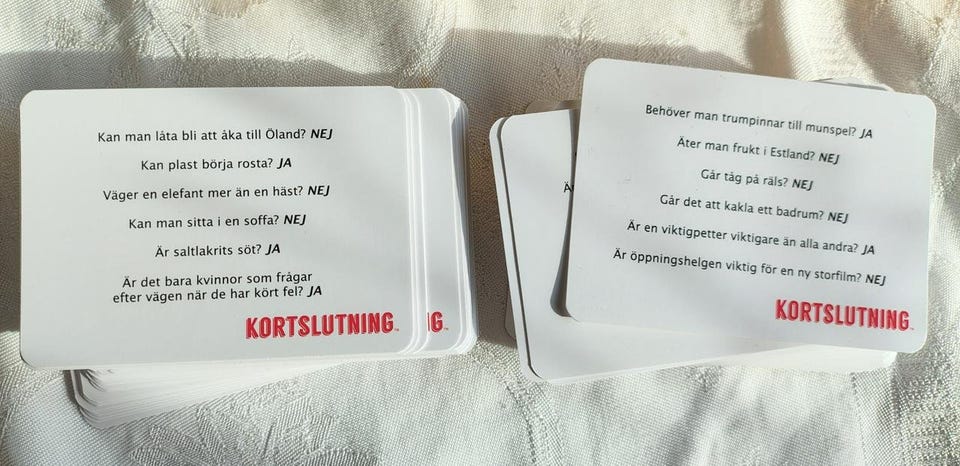 Kan man låta bli att åka till Öland? NEJ
Kan plast börja rosta? JA
Väger en elefant mer än en häst? NEJ
Kan man sitta i en soffa? NEJ
Är saltlakrits söt? JA
Är det bara kvinnor som frågar
efter vägen när de har kört fel? JA
KORTSLUTNING™
NG™
Behöver man trumpinnar till munspel? JA
Äter man frukt i Estland? NEJ
Går tåg på räls? NEJ
Går det att kakla ett badrum? NEJ
Är en viktigpetter viktigare än alla andra? JA
Är öppningshelgen viktig för en ny storfilm? NEJ
KORTSLUTNING™